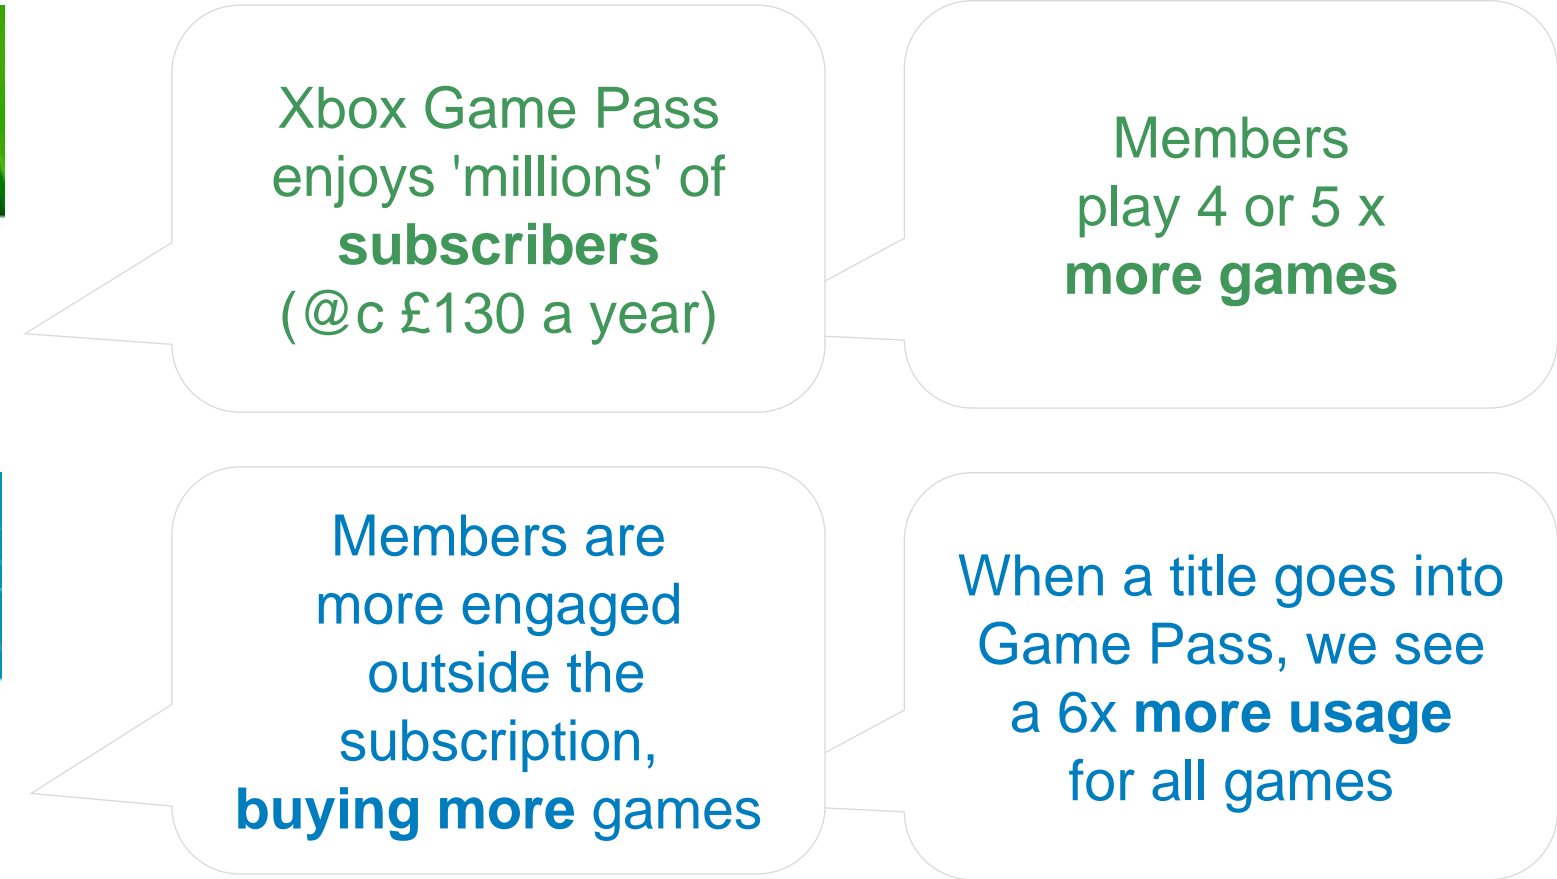 Xbox Game Pass
enjoys 'millions' of
subscribers
(@c £130 a year)
Members
play 4 or 5 x
more games
Members are
more engaged
outside the
subscription,
buying more games
When a title goes into
Game Pass, we see
a 6x more usage
for all games